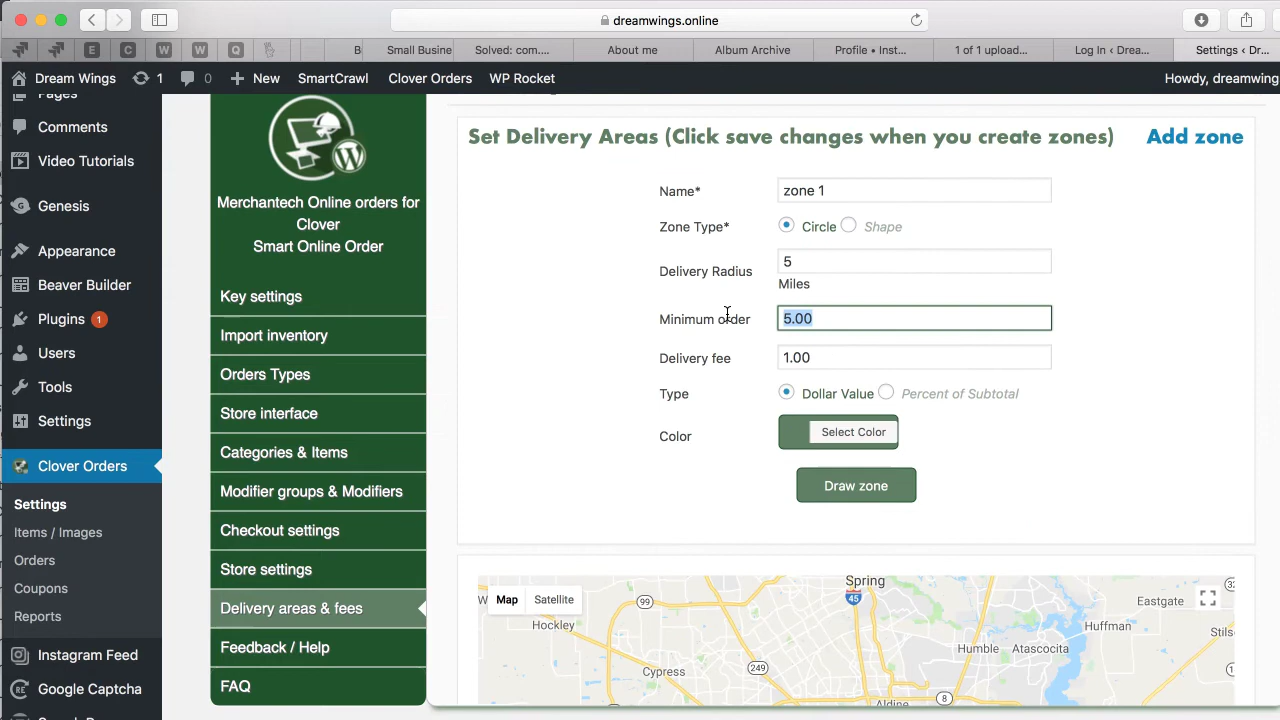 dreamwings.online
E
C
W
W
Q
B
Small Busine
Solved: com....
About me
Album Archive
Profile • Inst...
1 of 1 upload...
Log In ‹ Drea...
Settings ‹ Dr...
Dream Wings
1
0
New
SmartCrawl
Clover Orders
WP Rocket
Howdy, dreamwing
Pages
Comments
Video Tutorials
Genesis
Appearance
Beaver Builder
Plugins 1
Users
Tools
Settings
Clover Orders
Settings
Items / Images
Orders
Coupons
Reports
Instagram Feed
Google Captcha
Merchantech Online orders for
Clover
Smart Online Order
Key settings
Import inventory
Orders Types
Store interface
Categories & Items
Modifier groups & Modifiers
Checkout settings
Store settings
Delivery areas & fees
Feedback / Help
FAQ
Set Delivery Areas (Click save changes when you create zones)
Add zone
Name* zone 1
Zone Type* Circle Shape
Delivery Radius 5
Miles
Minimum order 5.00
Delivery fee 1.00
Type Dollar Value Percent of Subtotal
Color Select Color
Draw zone
Map Satellite
Spring
45
99
Hockley
Eastgate
Huffman
Stils
Humble Atascocita
Cypress
249
8
Aldine